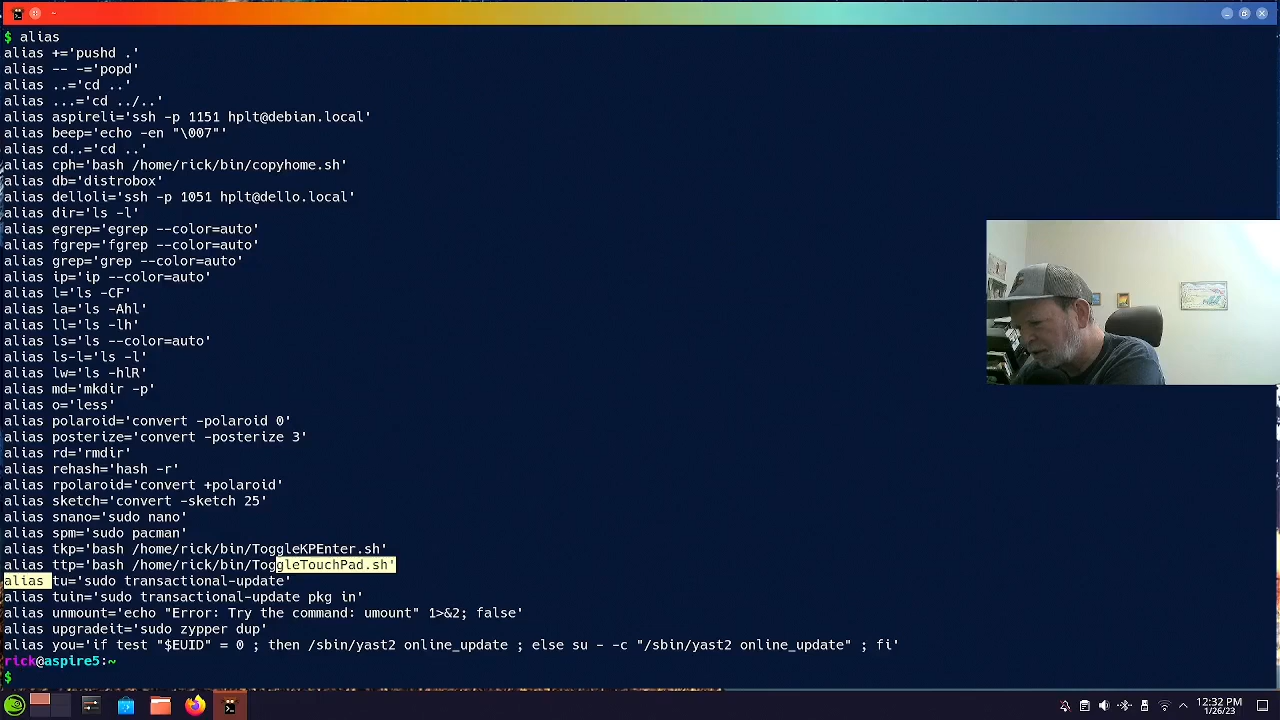 $ alias
alias +='pushd .'
alias -- -='popd'
alias ..='cd ..'
alias ...='cd ../..'
alias aspireli='ssh -p 1151 hplt@debian.local'
alias beep='echo -en "\007"'
alias cd..='cd ..'
alias cph='bash /home/rick/bin/copyhome.sh'
alias db='distrobox'
alias delloli='ssh -p 1051 hplt@dello.local'
alias dir='ls -l'
alias egrep='egrep --color=auto'
alias fgrep='fgrep --color=auto'
alias grep='grep --color=auto'
alias ip='ip --color=auto'
alias l='ls -CF'
alias la='ls -Ahl'
alias ll='ls -lh'
alias ls='ls --color=auto'
alias ls-l='ls -l'
alias lw='ls -hlR'
alias md='mkdir -p'
alias o='less'
alias polaroid='convert -polaroid 0'
alias posterize='convert -posterize 3'
alias rd='rmdir'
alias rehash='hash -r'
alias rpolaroid='convert +polaroid'
alias sketch='convert -sketch 25'
alias snano='sudo nano'
alias spm='sudo pacman'
alias tkp='bash /home/rick/bin/ToggleKPEnter.sh'
alias ttp='bash /home/rick/bin/ToggleTouchPad.sh'
alias tu='sudo transactional-update'
alias tuin='sudo transactional-update pkg in'
alias unmount='echo "Error: Try the command: umount" 1>&2; false'
alias upgradeit='sudo zypper dup'
alias you='if test "$EUID" = 0 ; then /sbin/yast2 online_update ; else su - -c "/sbin/yast2 online_update" ; fi'
rick@aspire5:~
$
12:32 PM
1/26/23